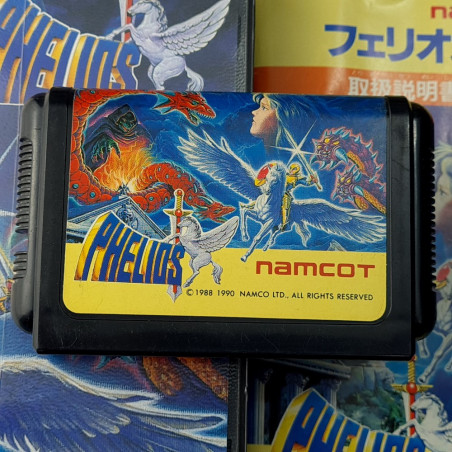 PHELIOS
na
フェリオ
取扱説明書
PHELIOS
namcoT
© 1988 1990 NAMCO LTD., ALL RIGHTS RESERVED
PHELIOS